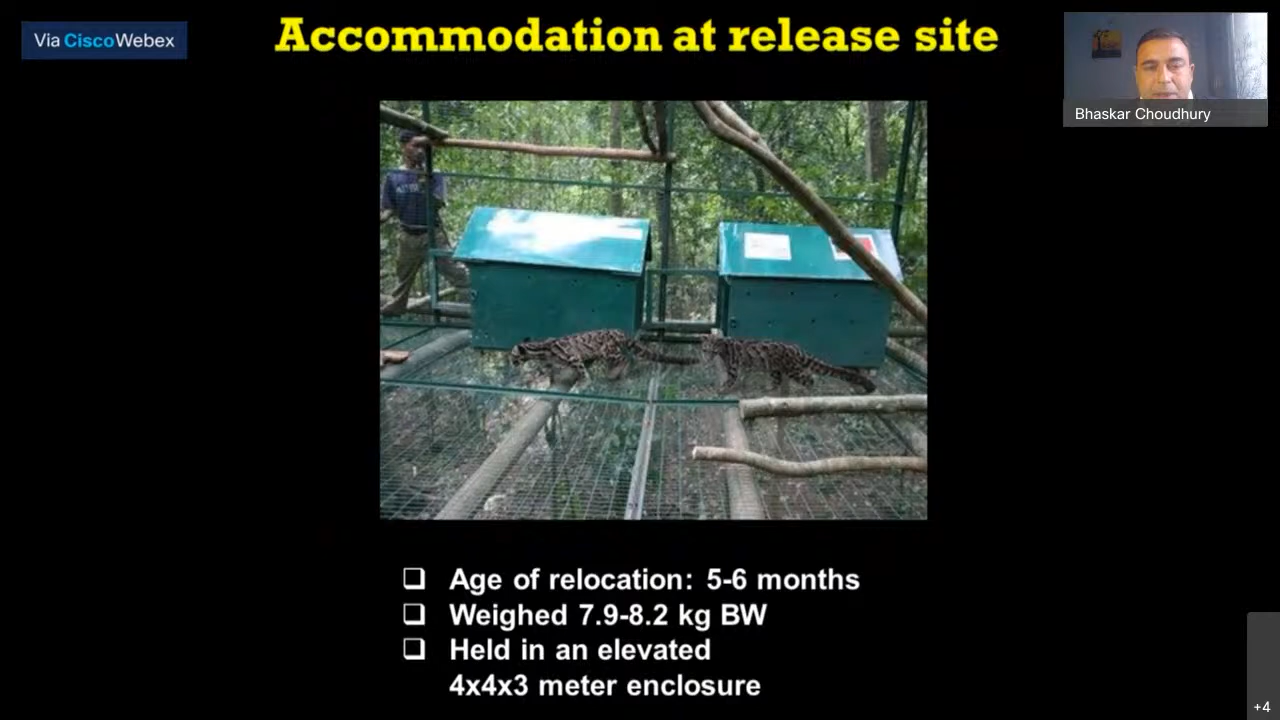 Via CiscoWebex
Accommodation at release site
Bhaskar Choudhury
❑ Age of relocation: 5-6 months
❑ Weighed 7.9-8.2 kg BW
❑ Held in an elevated
4x4x3 meter enclosure
+4